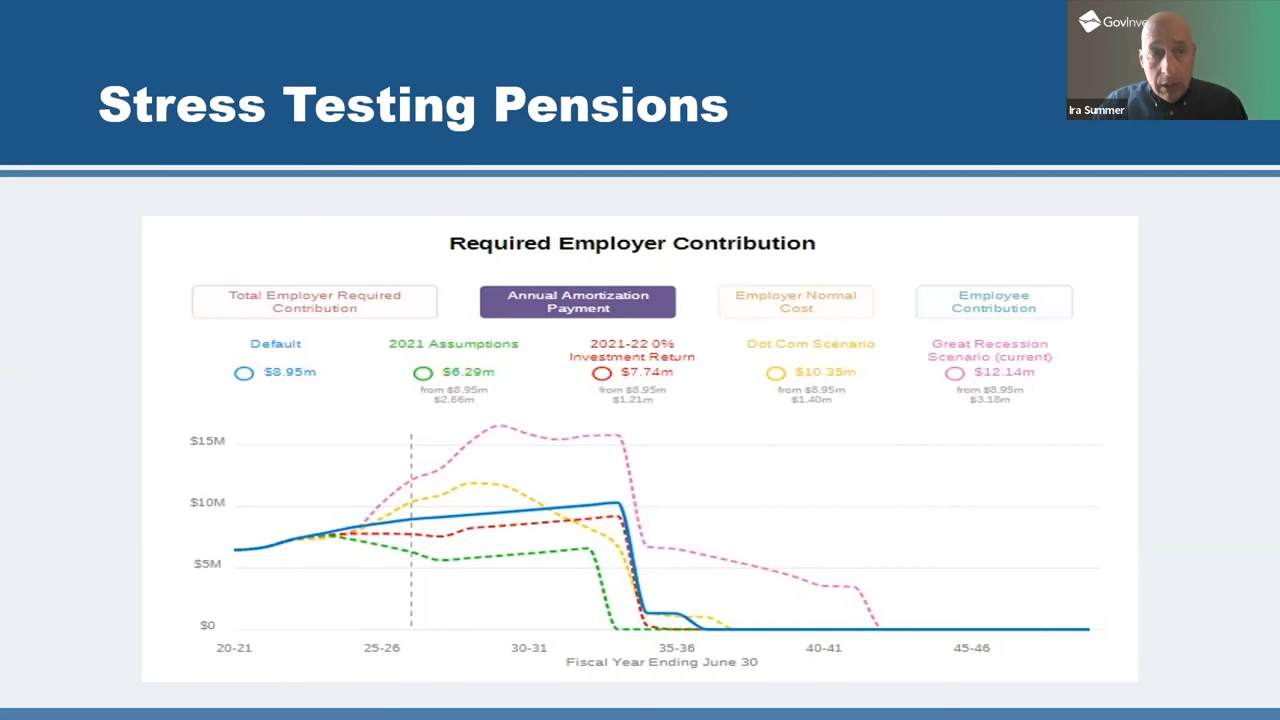 GovInve
Ira Summer
Stress Testing Pensions
Required Employer Contribution
Total Employer Required
Contribution
Annual Amortization
Payment
Employer Normal
Cost
Employee
Contribution
Default
$8.95m
2021 Assumptions
$6.29m
from $8.95m
$2.66m
2021-22 0%
Investment Return
$7.74m
from $8.95m
$1.21m
Dot Com Scenario
$10.35m
from $8.95m
$1.40m
Great Recession
Scenario (current)
$12.14m
from $8.95m
$3.18m
$15M
$10M
$5M
$0
20-21
25-26
30-31
35-36
40-41
45-46
Fiscal Year Ending June 30